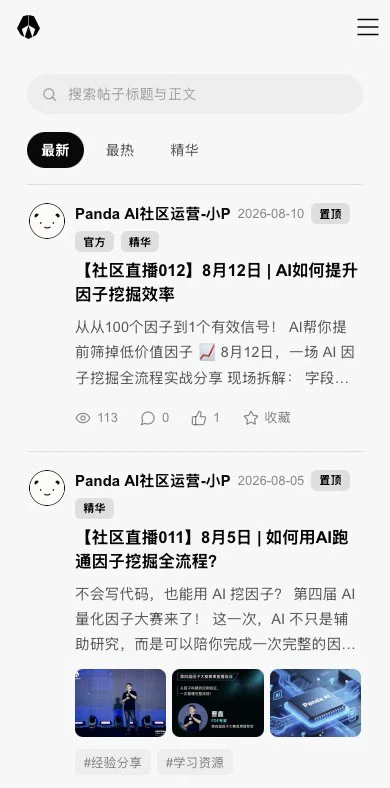 搜索帖子标题与正文
最新 最热 精华
Panda AI社区运营-小P 2026-08-10 置顶
官方 精华
【社区直播012】8月12日 | AI如何提升
因子挖掘效率
从从100个因子到1个有效信号！ AI帮你提
前筛掉低价值因子 📈 8月12日，一场 AI 因
子挖掘全流程实战分享 现场拆解： 字段...
113 0 1 收藏
Panda AI社区运营-小P 2026-08-05 置顶
精华
【社区直播011】8月5日 | 如何用AI跑
通因子挖掘全流程?
不会写代码，也能用 AI 挖因子？ 第四届 AI
量化因子大赛来了！ 这一次，AI 不只是辅
助研究，而是可以陪你完成一次完整的因...
Panda AI
#经验分享 #学习资源